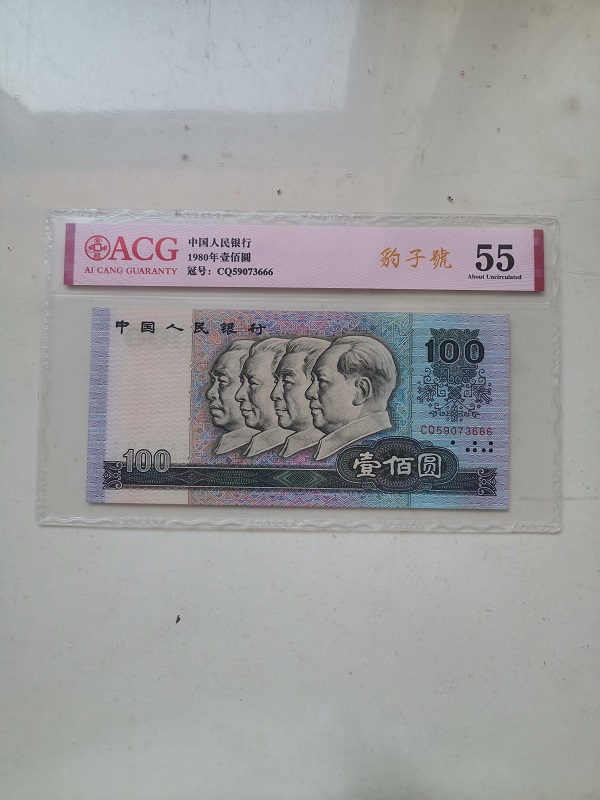 ACG
AI CANG GUARANTY
中国人民银行
1980年壹佰圓
冠号：CQ59073666
豹子號
55
About Uncirculated
中国人民银行
100
CQ59073666
100
壹佰圆